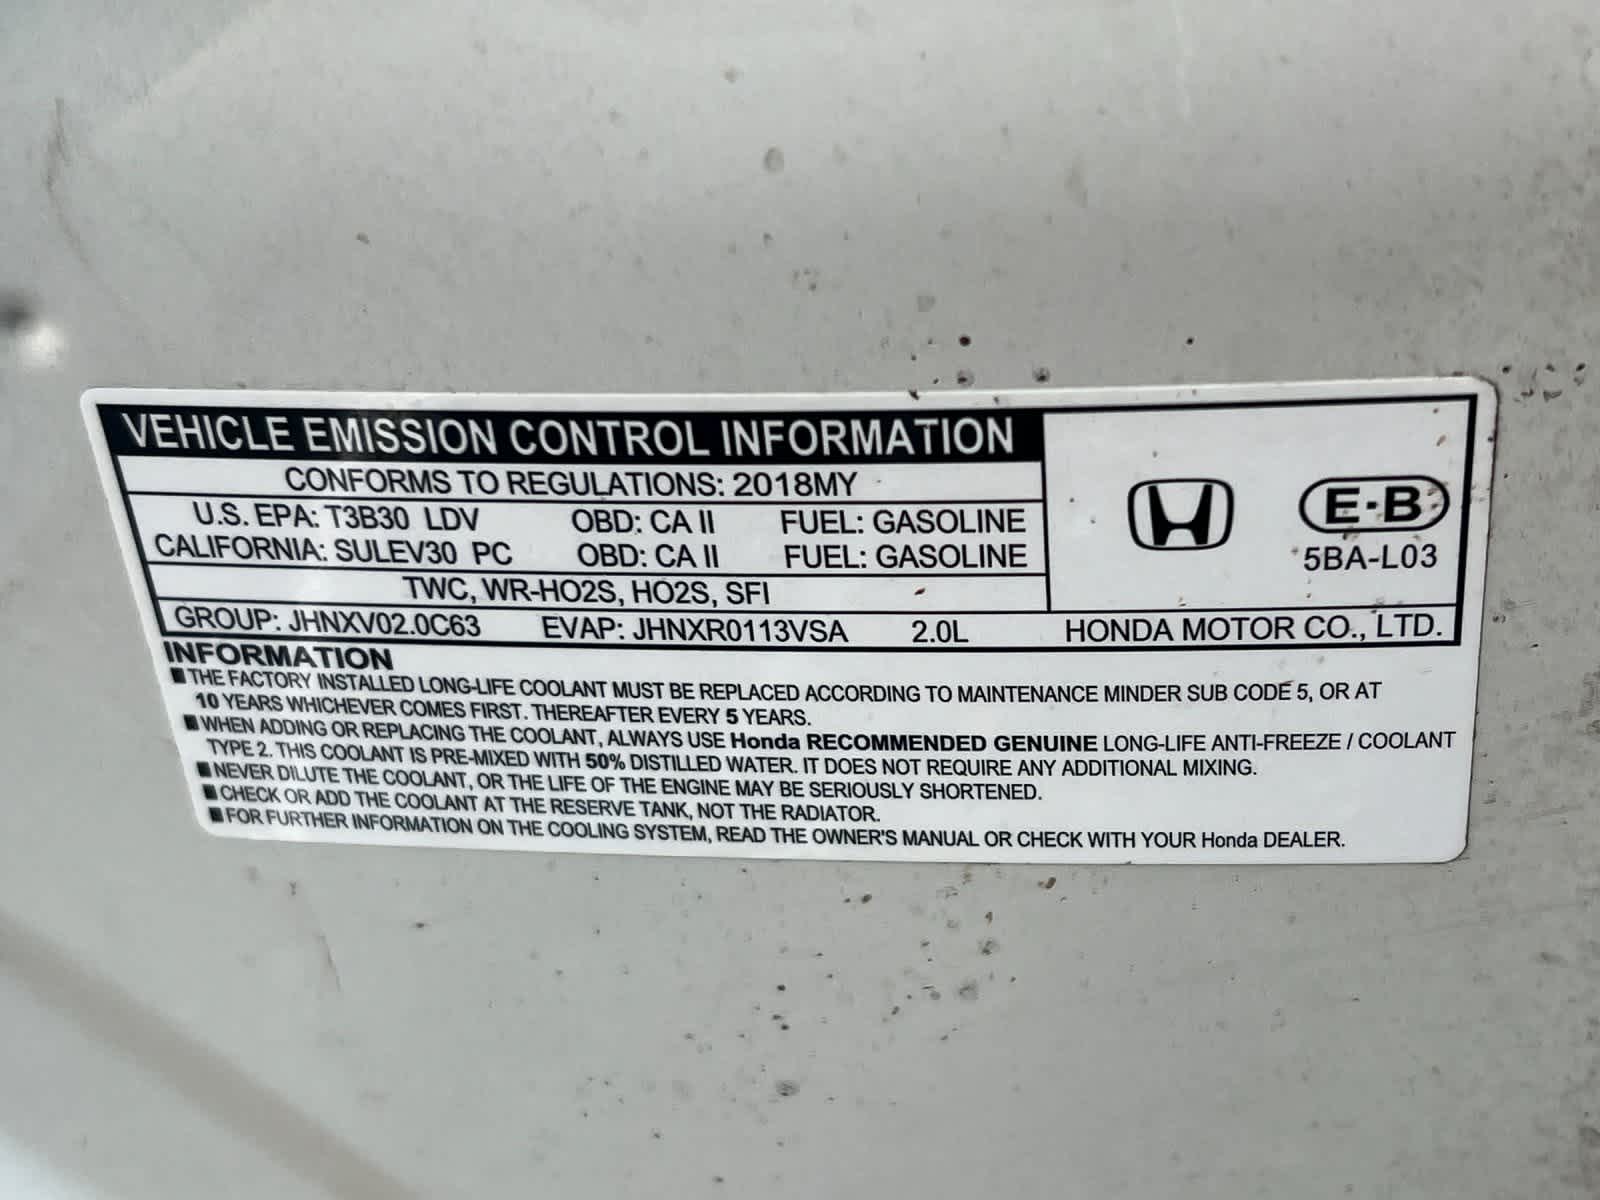 VEHICLE EMISSION CONTROL INFORMATION
CONFORMS TO REGULATIONS: 2018MY
U.S. EPA: T3B30 LDV OBD: CA II FUEL: GASOLINE
CALIFORNIA: SULEV30 PC OBD: CA II FUEL: GASOLINE
TWC, WR-HO2S, HO2S, SFI
E-B
5BA-L03
GROUP: JHNXV02.0C63 EVAP: JHNXR0113VSA 2.0L HONDA MOTOR CO., LTD.
INFORMATION
■THE FACTORY INSTALLED LONG-LIFE COOLANT MUST BE REPLACED ACCORDING TO MAINTENANCE MINDER SUB CODE 5, OR AT
10 YEARS WHICHEVER COMES FIRST. THEREAFTER EVERY 5 YEARS.
■WHEN ADDING OR REPLACING THE COOLANT, ALWAYS USE Honda RECOMMENDED GENUINE LONG-LIFE ANTI-FREEZE / COOLANT
TYPE 2. THIS COOLANT IS PRE-MIXED WITH 50% DISTILLED WATER. IT DOES NOT REQUIRE ANY ADDITIONAL MIXING.
■NEVER DILUTE THE COOLANT, OR THE LIFE OF THE ENGINE MAY BE SERIOUSLY SHORTENED.
■CHECK OR ADD THE COOLANT AT THE RESERVE TANK, NOT THE RADIATOR.
■FOR FURTHER INFORMATION ON THE COOLING SYSTEM, READ THE OWNER'S MANUAL OR CHECK WITH YOUR Honda DEALER.